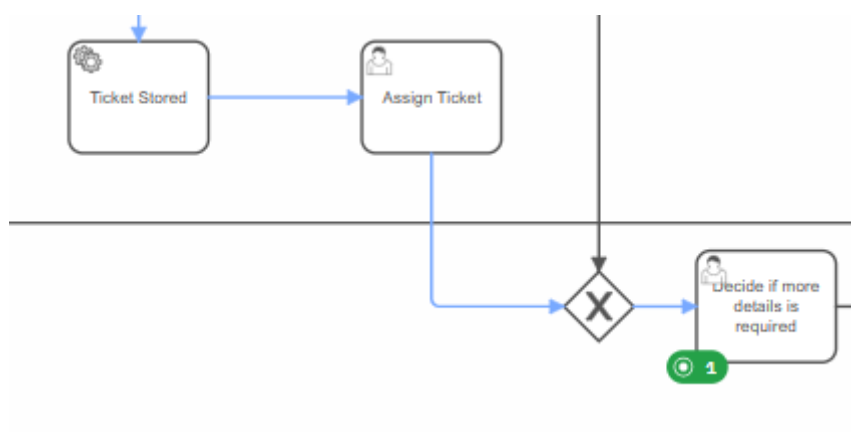 Ticket Stored
Assign Ticket
Decide if more
details is
required
X
1